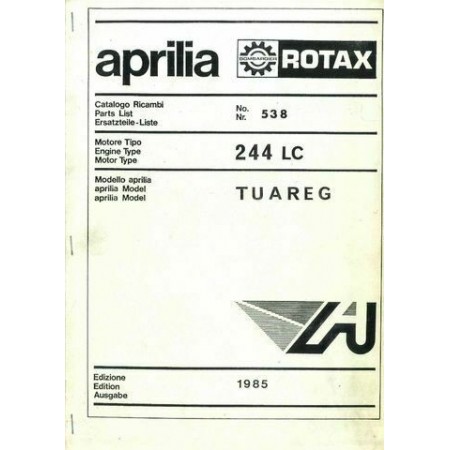 aprilia BOMBARDIER ROTAX
Catalogo Ricambi
Parts List
Ersatzteile-Liste
No.
Nr.
538
Motore Tipo
Engine Type
Motor Type
244 LC
Modello aprilia
aprilia Model
aprilia Model
TUAREG
Edizione
Edition
Ausgabe
1985